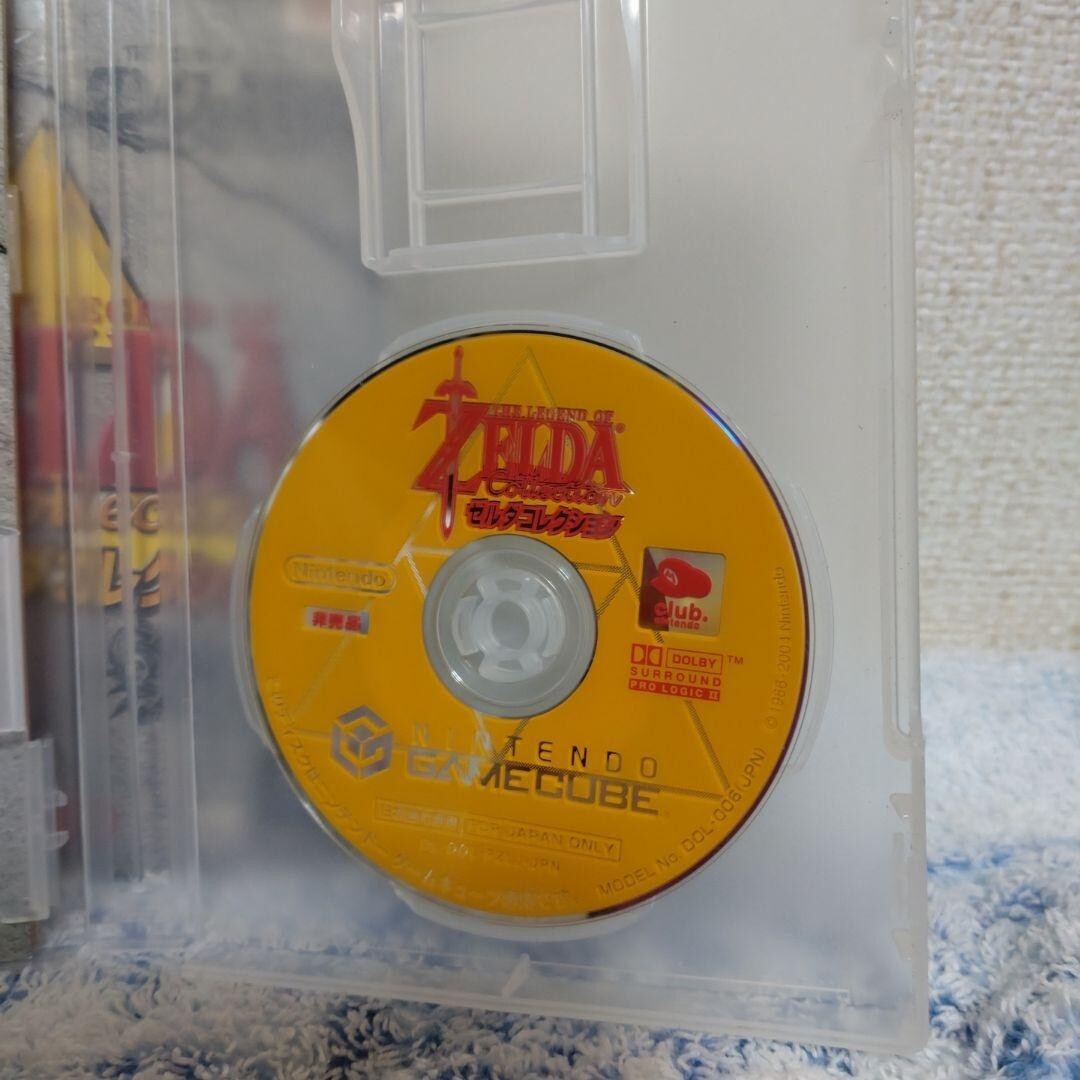 THE LEGEND OF
ZELDA
Collection
ゼルダコレクション
Nintendo
非売品
club.
Nintendo
DOLBY ™
SURROUND
PRO LOGIC II
NINTENDO
GAMECUBE
FOR JAPAN ONLY
© 1986-2004 Nintendo
MODEL No. DOL-006(JPN)